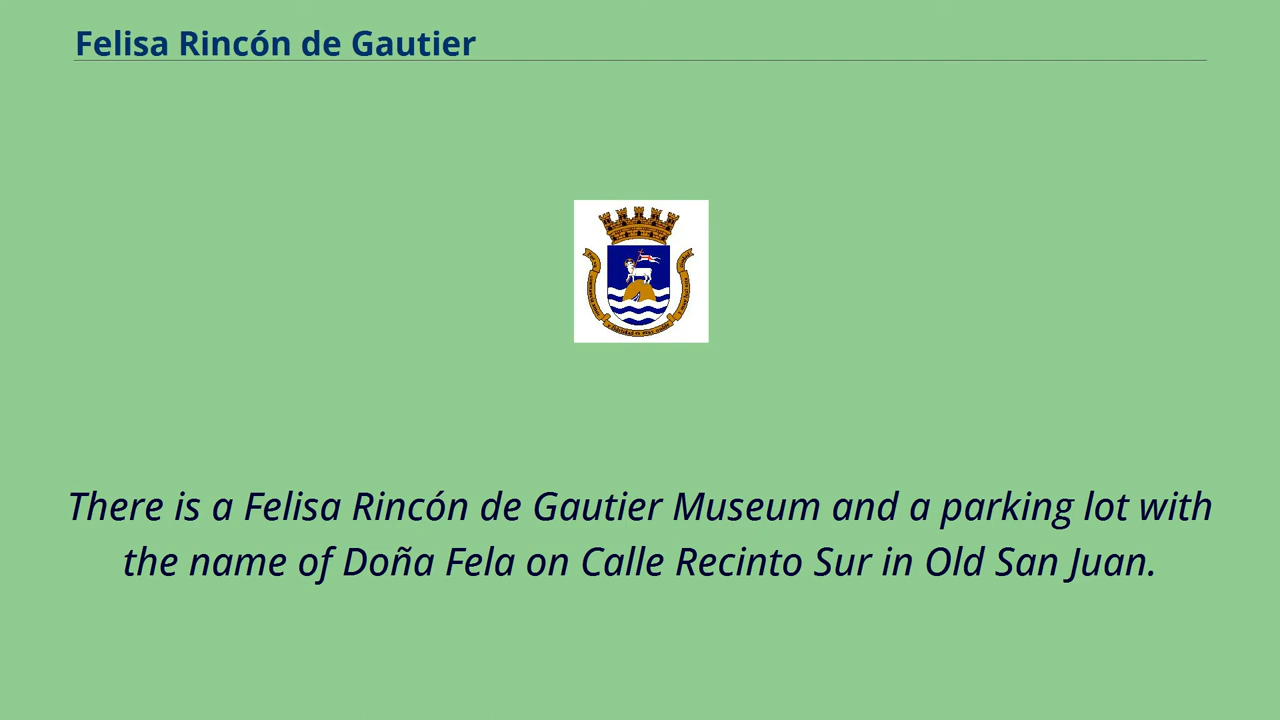 Felisa Rincón de Gautier
There is a Felisa Rincón de Gautier Museum and a parking lot with
the name of Doña Fela on Calle Recinto Sur in Old San Juan.